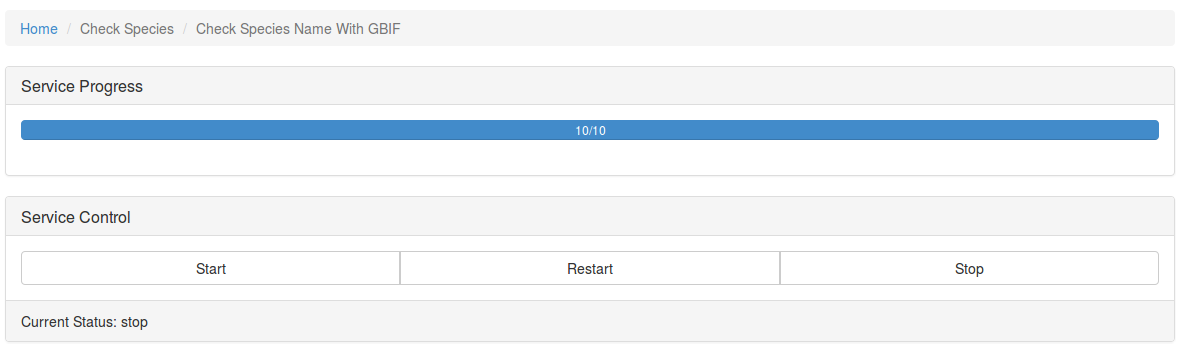 Home / Check Species / Check Species Name With GBIF
Service Progress
10/10
Service Control
Start Restart Stop
Current Status: stop